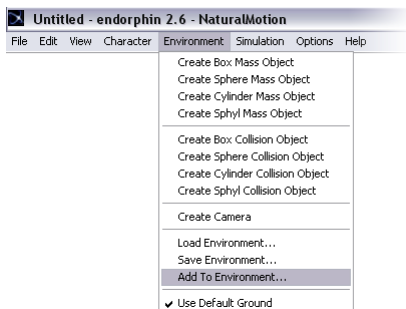 Untitled - endorphin 2.6 - NaturalMotion
File Edit View Character Environment Simulation Options Help
Create Box Mass Object
Create Sphere Mass Object
Create Cylinder Mass Object
Create Sphyl Mass Object
Create Box Collision Object
Create Sphere Collision Object
Create Cylinder Collision Object
Create Sphyl Collision Object
Create Camera
Load Environment...
Save Environment...
Add To Environment...
Use Default Ground